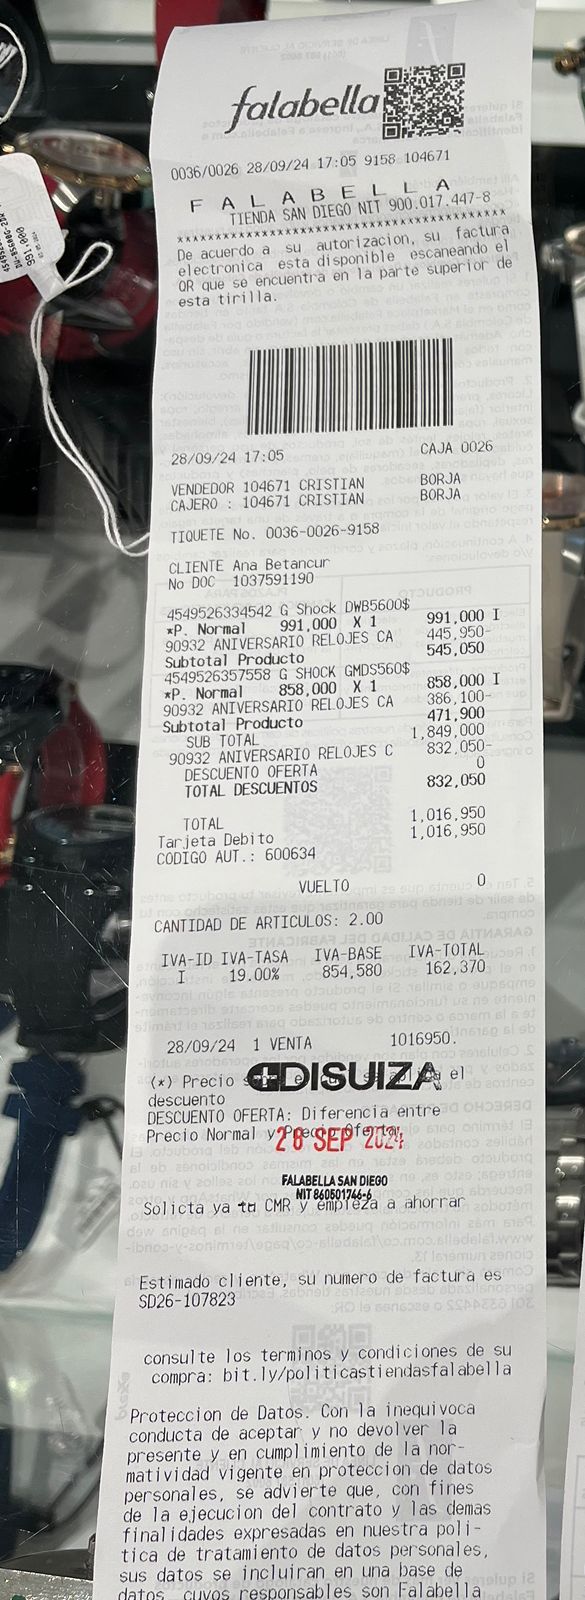 falabella
0036/0026 28/09/24 17:05 9158 104671
F A L A B E L L A
TIENDA SAN DIEGO NIT 900.017.447-8
De acuerdo a su autorizacion, su factura
electronica esta disponible escaneando el
QR que se encuentra en la parte superior de
esta tirilla.
28/09/24 17:05 CAJA 0026
VENDEDOR 104671 CRISTIAN BORJA
CAJERO : 104671 CRISTIAN BORJA
TIQUETE No. 0036-0026-9158
CLIENTE Ana Betancur
No DOC 1037591190
4549526334542 G Shock DWB5600$
*P. Normal 991,000 X 1 991,000 I
90932 ANIVERSARIO RELOJES CA 445,950-
Subtotal Producto 545,050
4549526357558 G SHOCK GMDS560$
*P. Normal 858,000 X 1 858,000 I
90932 ANIVERSARIO RELOJES CA 386,100-
Subtotal Producto 471,900
SUB TOTAL 1,849,000
90932 ANIVERSARIO RELOJES C 832,050-
DESCUENTO OFERTA 0
TOTAL DESCUENTOS 832,050
TOTAL 1,016,950
Tarjeta Debito 1,016,950
CODIGO AUT.: 600634
VUELTO 0
CANTIDAD DE ARTICULOS: 2.00
IVA-ID IVA-TASA IVA-BASE IVA-TOTAL
I 19.00% 854,580 162,370
28/09/24 1 VENTA 1016950.
DISUIZA
(*) Precio el
descuento
DESCUENTO OFERTA: Diferencia entre
Precio Normal y Precio Oferta.
28 SEP 2024
FALABELLA SAN DIEGO
NIT 860501746-6
Solicta ya tu CMR y empieza a ahorrar
Estimado cliente, su numero de factura es
SD26-107823
consulte los terminos y condiciones de su
compra: bit.ly/politicastiendasfalabella
Proteccion de Datos. Con la inequivoca
conducta de aceptar y no devolver la
presente y en cumplimiento de la nor-
matividad vigente en proteccion de datos
personales, se advierte que, con fines
de la ejecucion del contrato y las demas
finalidades expresadas en nuestra poli-
tica de tratamiento de datos personales,
sus datos se incluiran en una base de
datos, cuyos responsables son Falabella